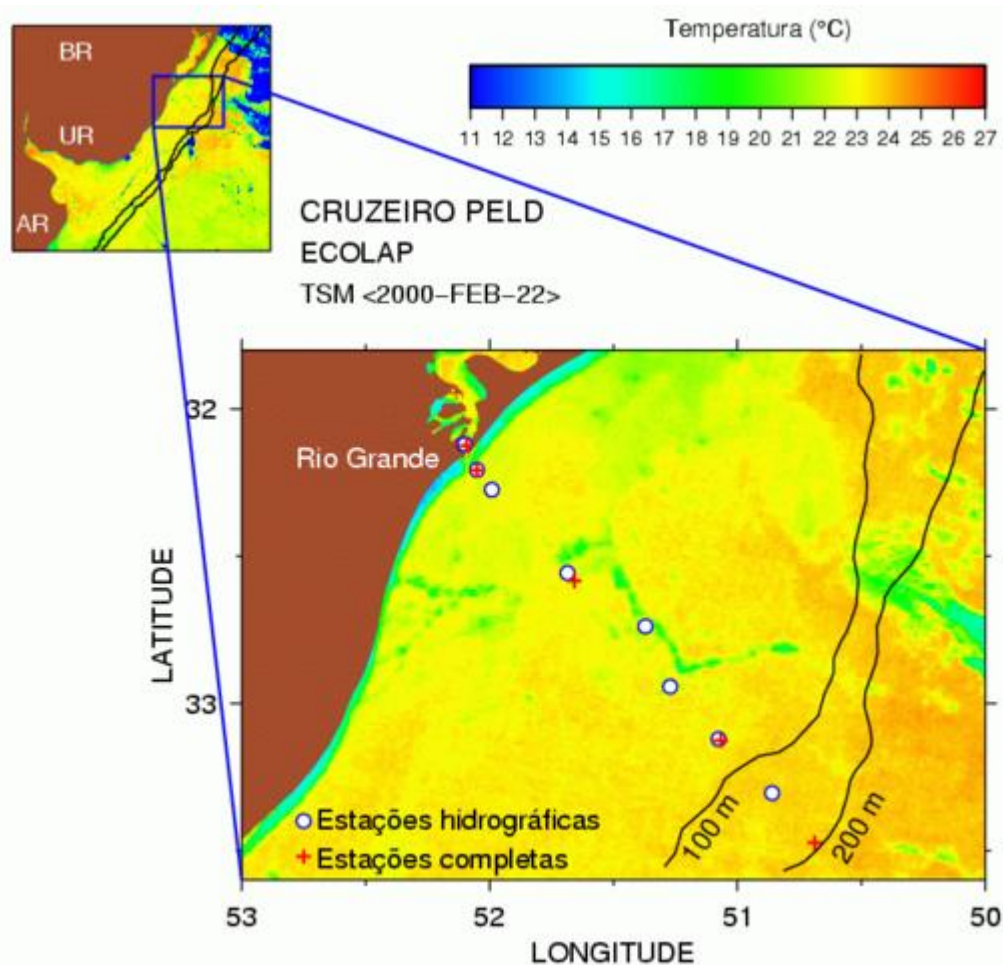 Temperatura (°C)
11 12 13 14 15 16 17 18 19 20 21 22 23 24 25 26 27
BR
UR
AR
CRUZEIRO PELD
ECOLAP
TSM <2000-FEB-22>
32
Rio Grande
LATITUDE
33
100 m
200 m
Estações hidrográficas
Estações completas
53 52 51 50
LONGITUDE